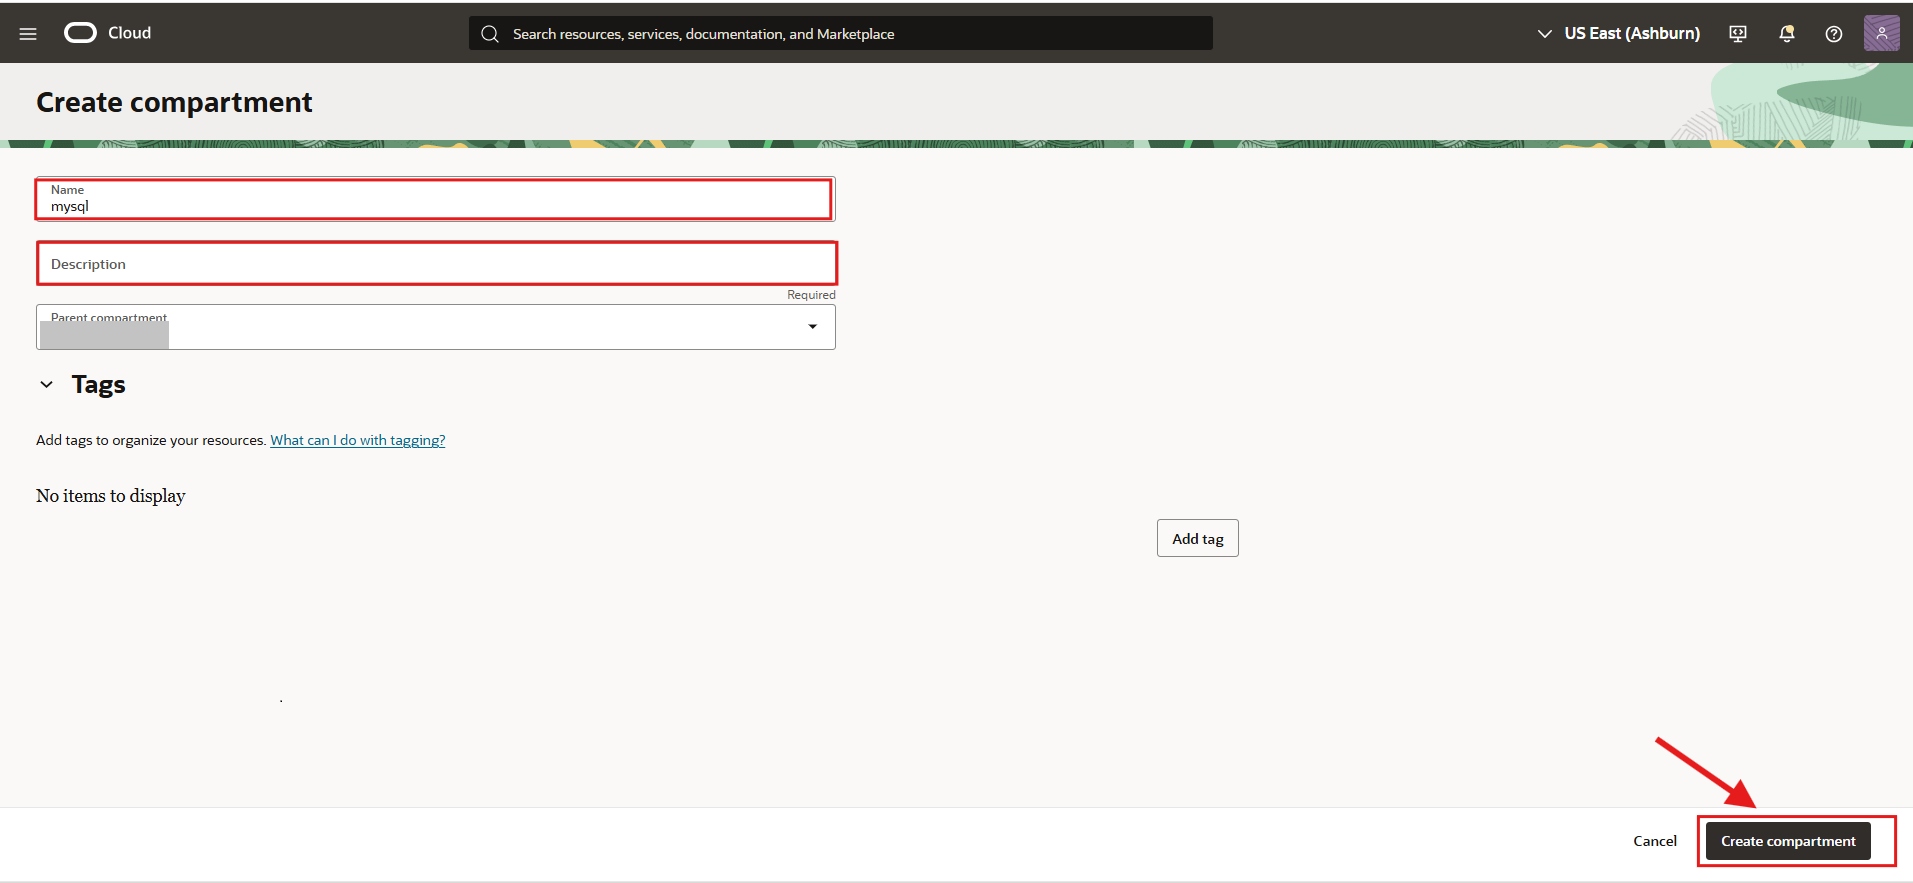 Cloud
Search resources, services, documentation, and Marketplace
US East (Ashburn)
Create compartment
Name
mysql
Description
Required
Parent compartment
Tags
Add tags to organize your resources. What can I do with tagging?
No items to display
Add tag
.
Cancel
Create compartment